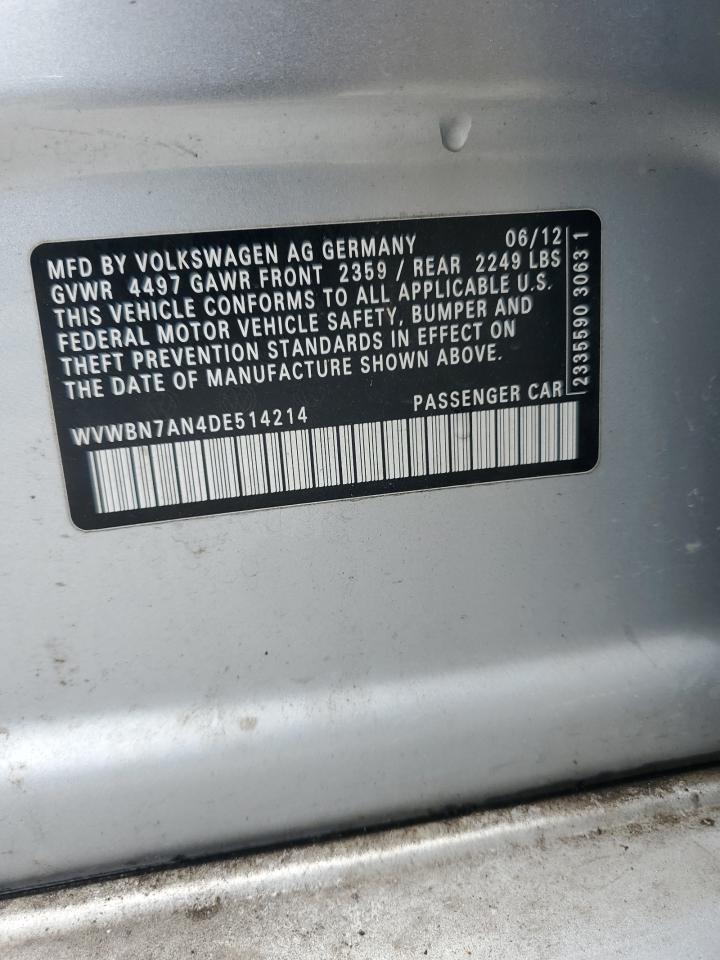 MFD BY VOLKSWAGEN AG GERMANY 06/12
GVWR 4497 GAWR FRONT 2359 / REAR 2249 LBS
THIS VEHICLE CONFORMS TO ALL APPLICABLE U.S.
FEDERAL MOTOR VEHICLE SAFETY, BUMPER AND
THEFT PREVENTION STANDARDS IN EFFECT ON
THE DATE OF MANUFACTURE SHOWN ABOVE.
WVWBN7AN4DE514214 PASSENGER CAR
2335590 3063 1